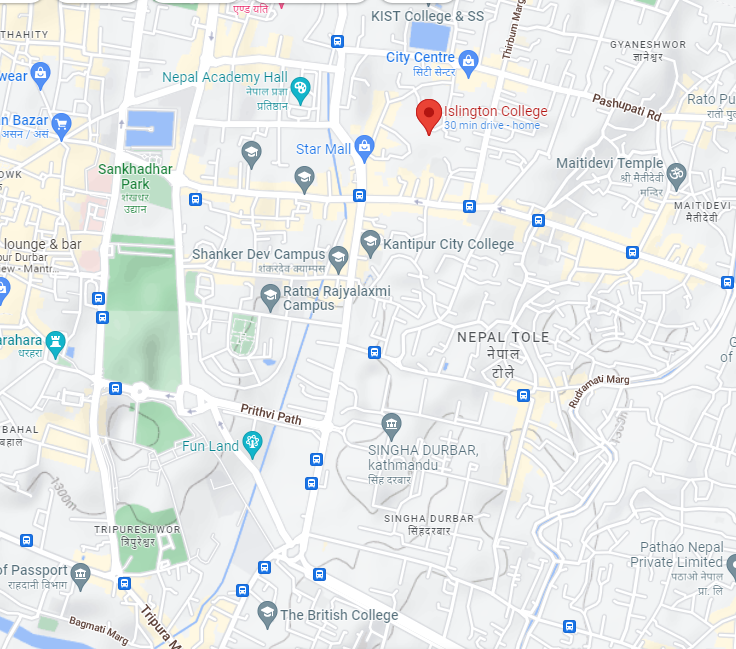 एण्ड यति
KIST College & SS
Thirbum Marg
THAHITY
GYANESHWOR
ज्ञानेश्वर
City Centre
सिटी सेन्टर
wear
Nepal Academy Hall
नेपाल प्रज्ञा
प्रतिष्ठान
Pashupati Rd
Rato Pu
Islington College
30 min drive - home
n Bazar
असन / असं
Star Mall
Maitidevi Temple
श्री मैतीदेवी
मन्दिर
OWK
Sankhadhar
Park
शंखधर
उद्यान
MAITIDEVI
मैतीदेवी
lounge & bar
our Durbar
ew - Mantr...
Shanker Dev Campus
शंकरदेव क्याम्पस
Kantipur City College
Ratna Rajyalaxmi
Campus
arahara
धरहरा
NEPAL TOLE
नेपाल
टोले
G
of
Rudramati Marg
Prithvi Path
1300m
BAHAL
बहाल
Fun Land
SINGHA DURBAR,
kathmandu
सिंह दरबार
1300m
SINGHA DURBAR
सिंहदरबार
TRIPURESHWOR
त्रिपुरेश्वर
of Passport
राहदानी विभाग
Pathao Nepal
Private Limited
पठाओ नेपाल
प्रा. लि
The British College
Tripura M
Bagmati Marg